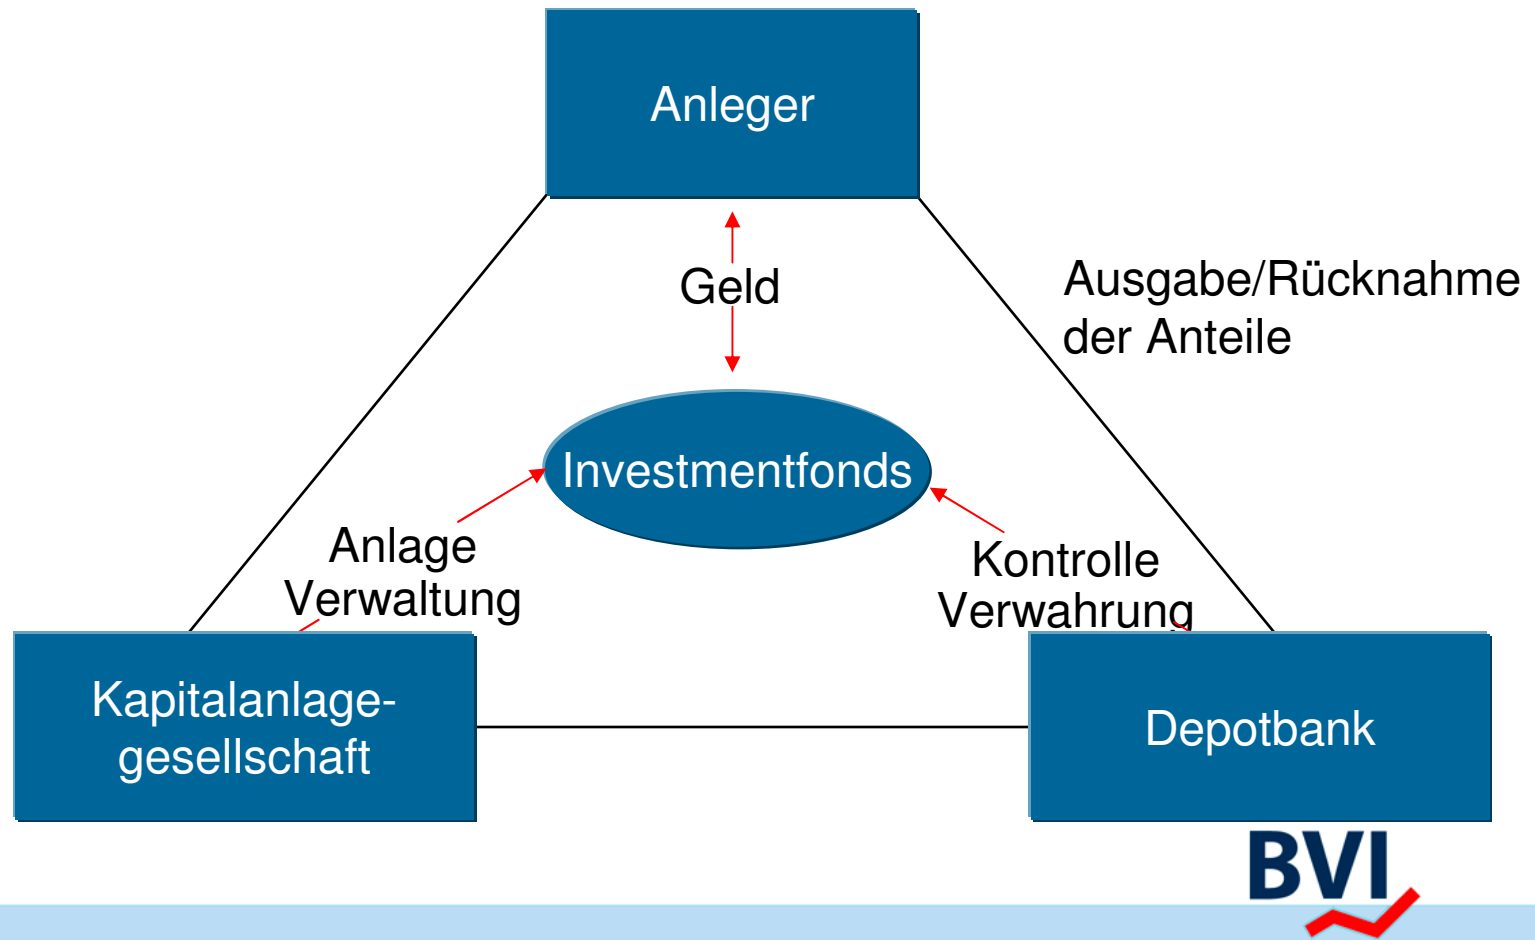 Anleger
Geld
Ausgabe/Rücknahme
der Anteile
Investmentfonds
Anlage
Verwaltung
Kontrolle
Verwahrung
Kapitalanlage-
gesellschaft
Depotbank
BVI